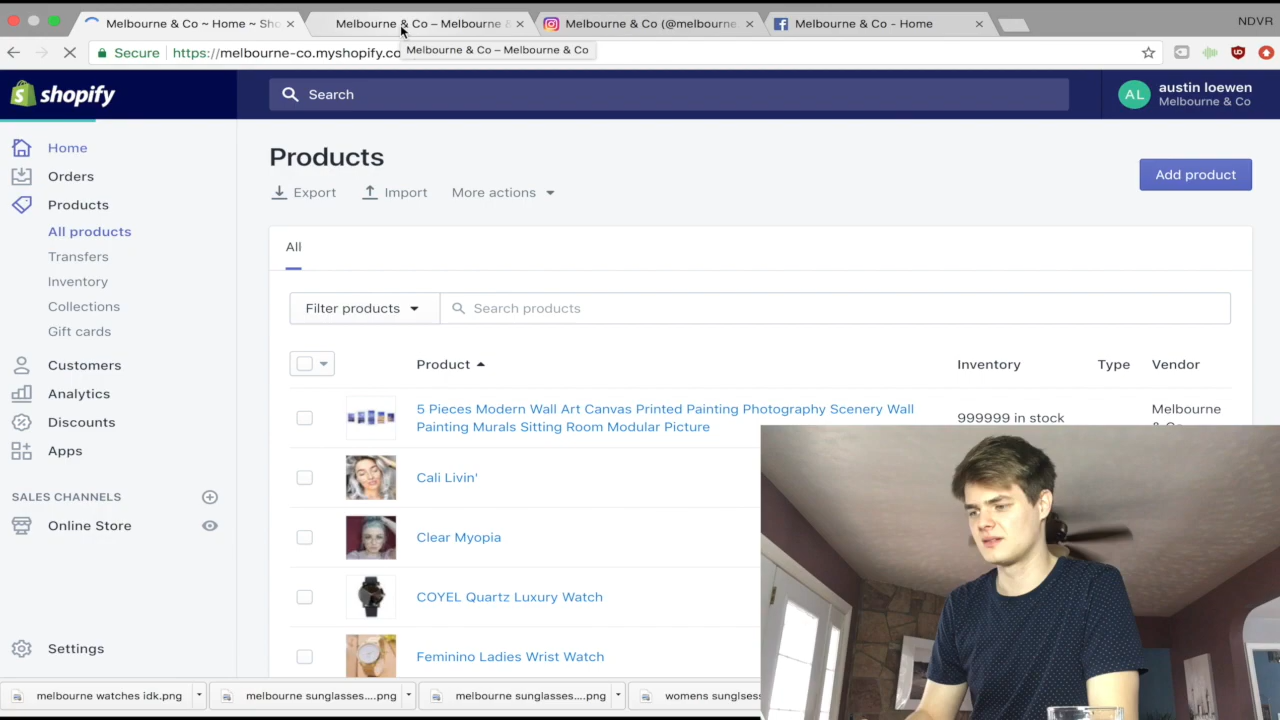 Melbourne & Co ~ Home ~ Sho
Melbourne & Co – Melbourne &
Melbourne & Co (@melbourne
Melbourne & Co - Home
NDVR
Secure
https://melbourne-co.myshopify.co
Melbourne & Co – Melbourne & Co
shopify
Search
AL
austin loewen
Melbourne & Co
Home
Orders
Products
All products
Transfers
Inventory
Collections
Gift cards
Customers
Analytics
Discounts
Apps
SALES CHANNELS
Online Store
Settings
Products
Export
Import
More actions
Add product
All
Filter products
Search products
Product
Inventory
Type
Vendor
5 Pieces Modern Wall Art Canvas Printed Painting Photography Scenery Wall
Painting Murals Sitting Room Modular Picture
999999 in stock
Melbourne
Cali Livin'
Clear Myopia
COYEL Quartz Luxury Watch
Feminino Ladies Wrist Watch
melbourne watches idk.png
melbourne sunglasses....png
melbourne sunglasses....png
womens sunglsess